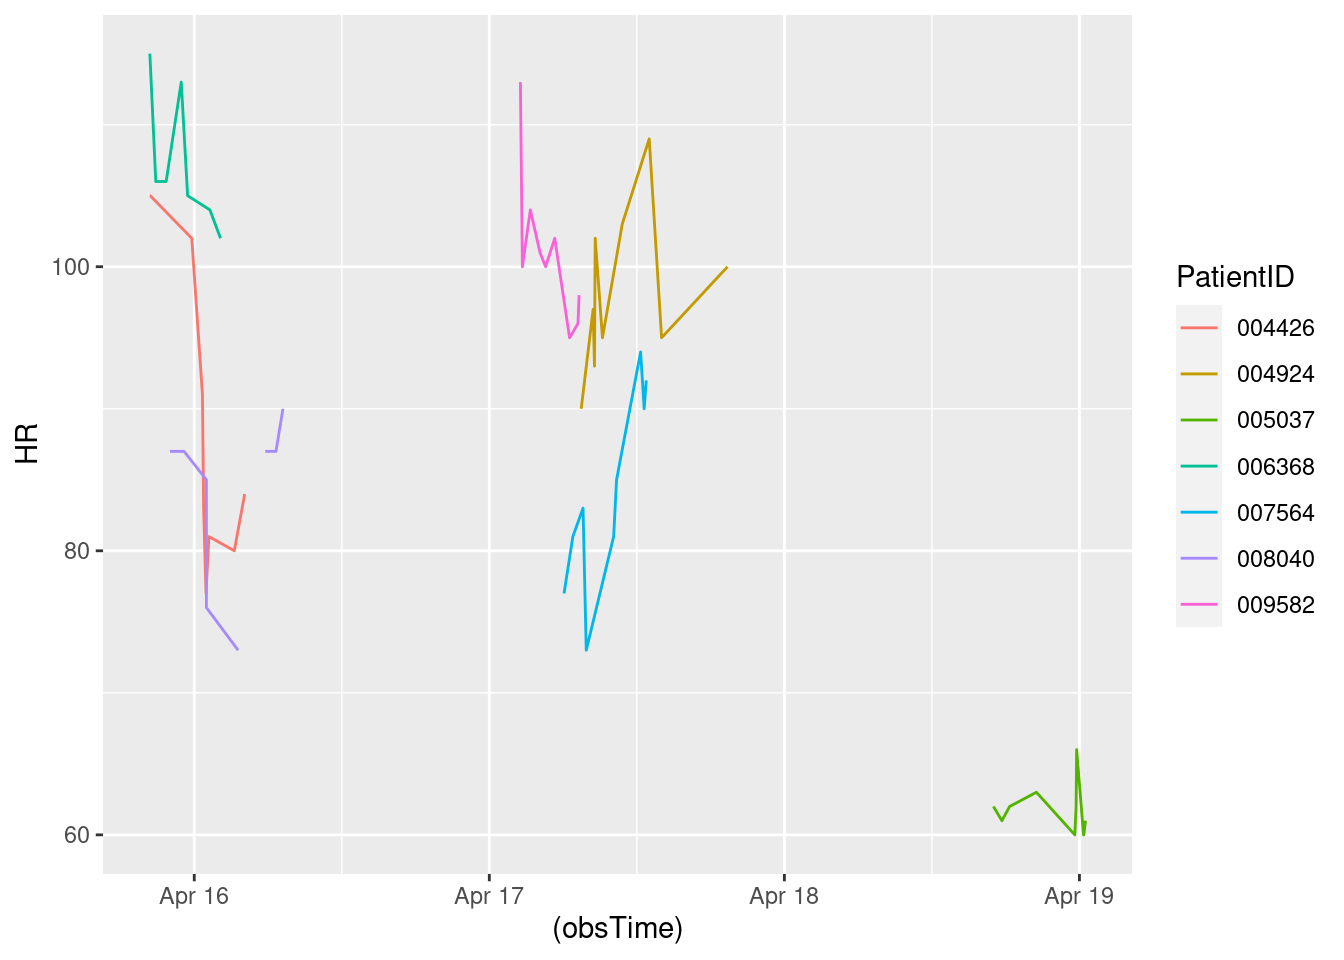 HR
100
80
60
Apr 16
Apr 17
Apr 18
Apr 19
(obsTime)
PatientID
004426
004924
005037
006368
007564
008040
009582